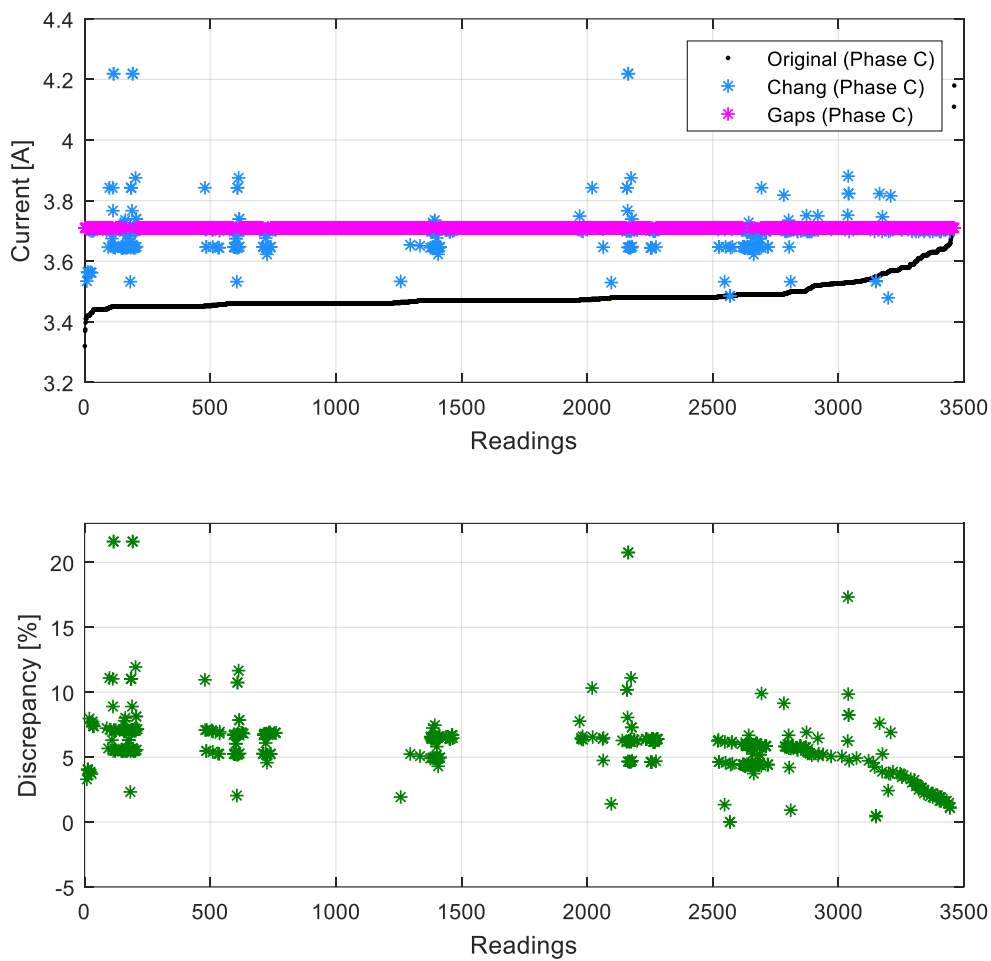 4.4
4.2
4
3.8
3.6
3.4
3.2
Current [A]
Original (Phase C)
Chang (Phase C)
Gaps (Phase C)
0 500 1000 1500 2000 2500 3000 3500
Readings
20
15
10
5
0
-5
Discrepancy [%]
0 500 1000 1500 2000 2500 3000 3500
Readings